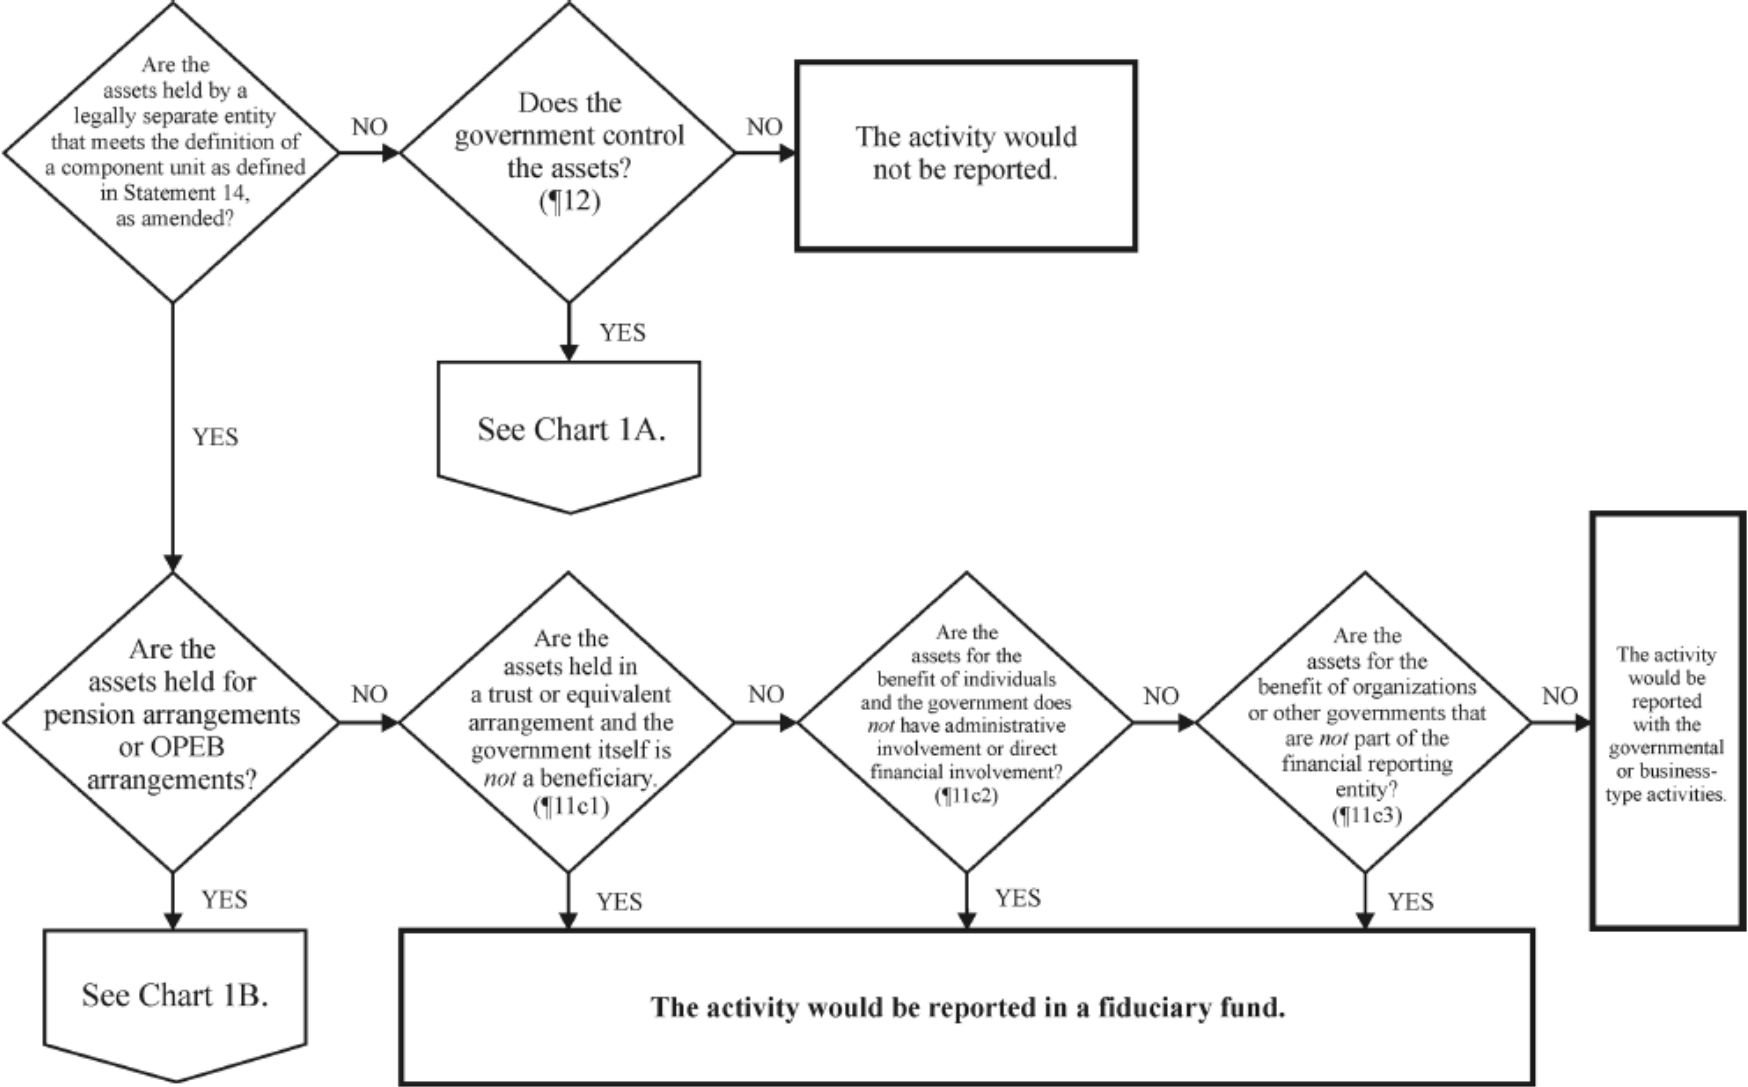 Are the
assets held by a
legally separate entity
that meets the definition of
a component unit as defined
in Statement 14,
as amended?
NO
Does the
government control
the assets?
(¶12)
NO
The activity would
not be reported.
YES
See Chart 1A.
YES
Are the
assets held for
pension arrangements
or OPEB
arrangements?
NO
Are the
assets held in
a trust or equivalent
arrangement and the
government itself is
not a beneficiary.
(¶11c1)
NO
Are the
assets for the
benefit of individuals
and the government does
not have administrative
involvement or direct
financial involvement?
(¶11c2)
NO
Are the
assets for the
benefit of organizations
or other governments that
are not part of the
financial reporting
entity?
(¶11c3)
NO
The activity
would be
reported
with the
governmental
or business-
type activities.
YES
YES
YES
YES
See Chart 1B.
The activity would be reported in a fiduciary fund.